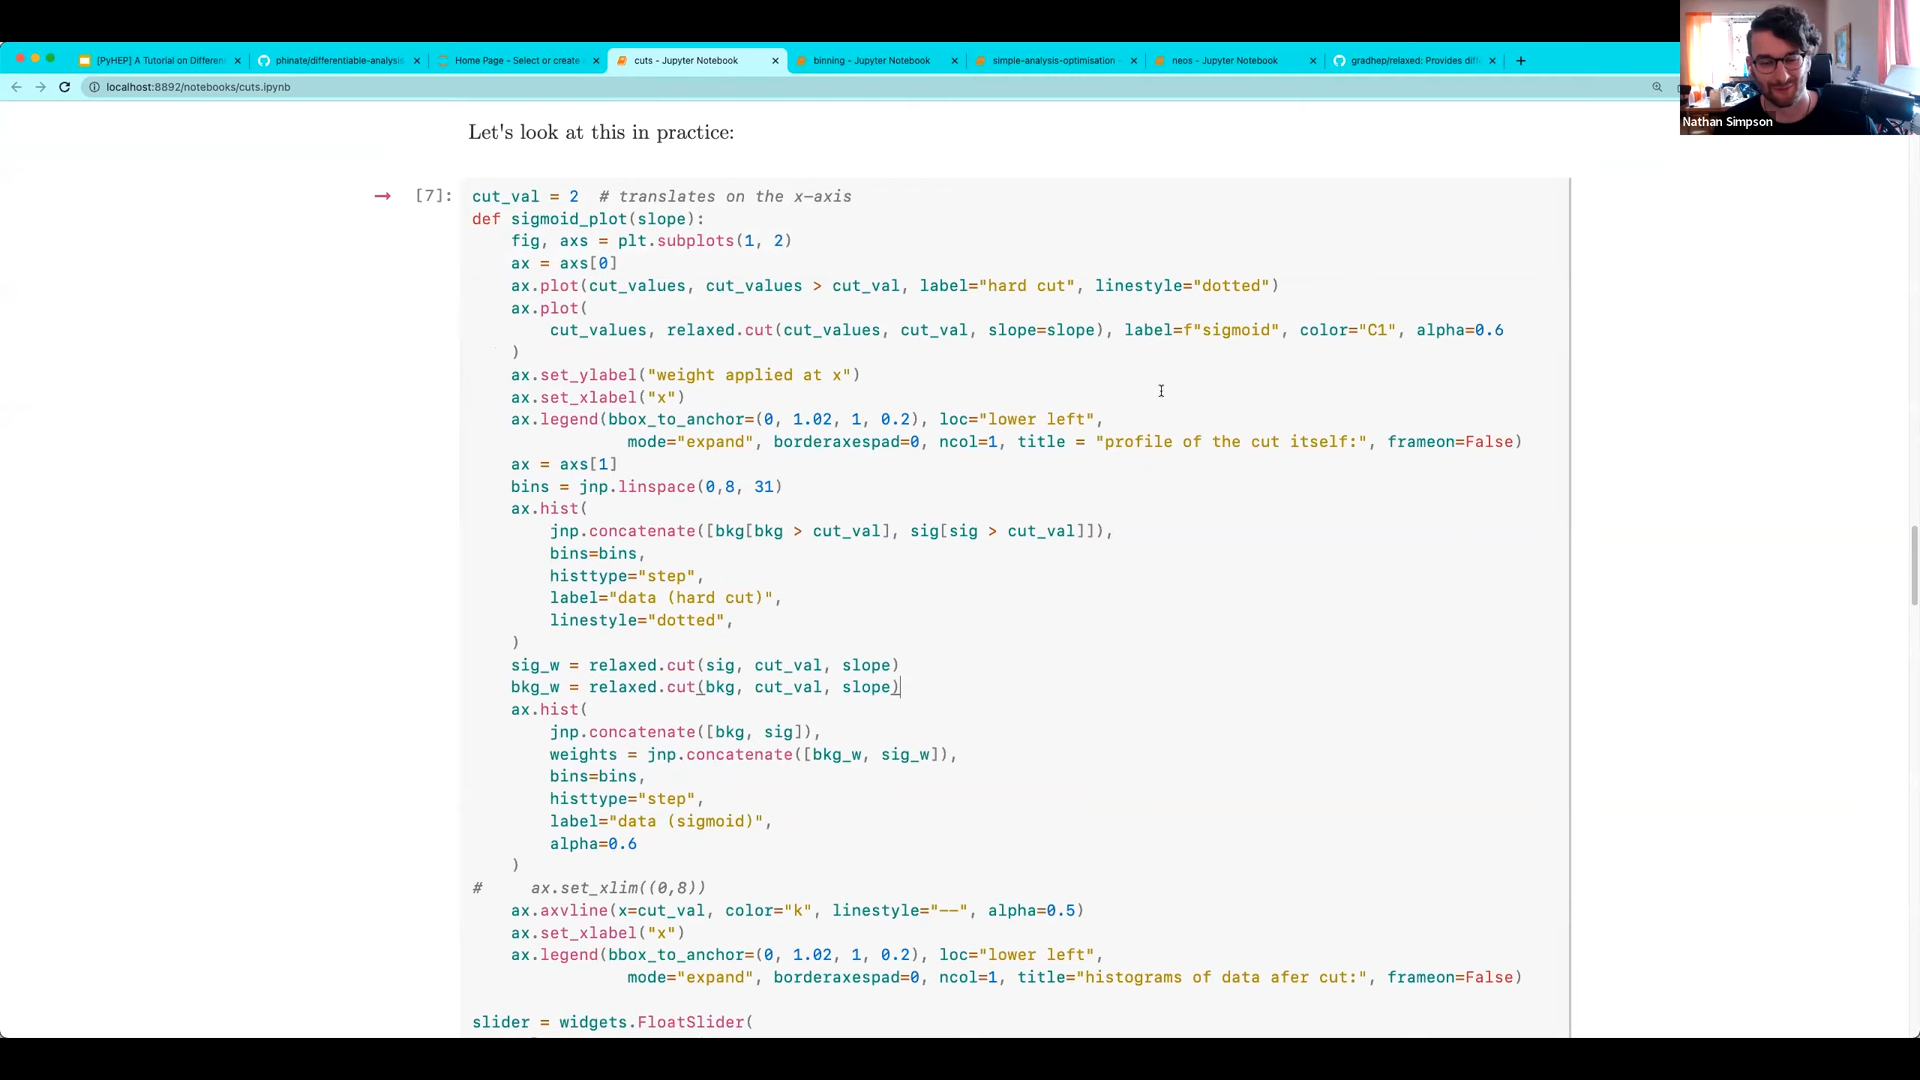 [PyHEP] A Tutorial on Differen
phinate/differentiable-analysis
Home Page - Select or create
cuts - Jupyter Notebook
binning - Jupyter Notebook
simple-analysis-optimisation
neos - Jupyter Notebook
gradhep/relaxed: Provides diff
localhost:8892/notebooks/cuts.ipynb
Nathan Simpson
Let's look at this in practice:
[7]:
cut_val = 2  # translates on the x-axis
def sigmoid_plot(slope):
    fig, axs = plt.subplots(1, 2)
    ax = axs[0]
    ax.plot(cut_values, cut_values > cut_val, label="hard cut", linestyle="dotted")
    ax.plot(
        cut_values, relaxed.cut(cut_values, cut_val, slope=slope), label=f"sigmoid", color="C1", alpha=0.6
    )
    ax.set_ylabel("weight applied at x")
    ax.set_xlabel("x")
    ax.legend(bbox_to_anchor=(0, 1.02, 1, 0.2), loc="lower left",
                mode="expand", borderaxespad=0, ncol=1, title = "profile of the cut itself:", frameon=False)
    ax = axs[1]
    bins = jnp.linspace(0,8, 31)
    ax.hist(
        jnp.concatenate([bkg[bkg > cut_val], sig[sig > cut_val]]),
        bins=bins,
        histtype="step",
        label="data (hard cut)",
        linestyle="dotted",
    )
    sig_w = relaxed.cut(sig, cut_val, slope)
    bkg_w = relaxed.cut(bkg, cut_val, slope)
    ax.hist(
        jnp.concatenate([bkg, sig]),
        weights = jnp.concatenate([bkg_w, sig_w]),
        bins=bins,
        histtype="step",
        label="data (sigmoid)",
        alpha=0.6
    )
#     ax.set_xlim((0,8))
    ax.axvline(x=cut_val, color="k", linestyle="--", alpha=0.5)
    ax.set_xlabel("x")
    ax.legend(bbox_to_anchor=(0, 1.02, 1, 0.2), loc="lower left",
                mode="expand", borderaxespad=0, ncol=1, title="histograms of data afer cut:", frameon=False)
slider = widgets.FloatSlider(